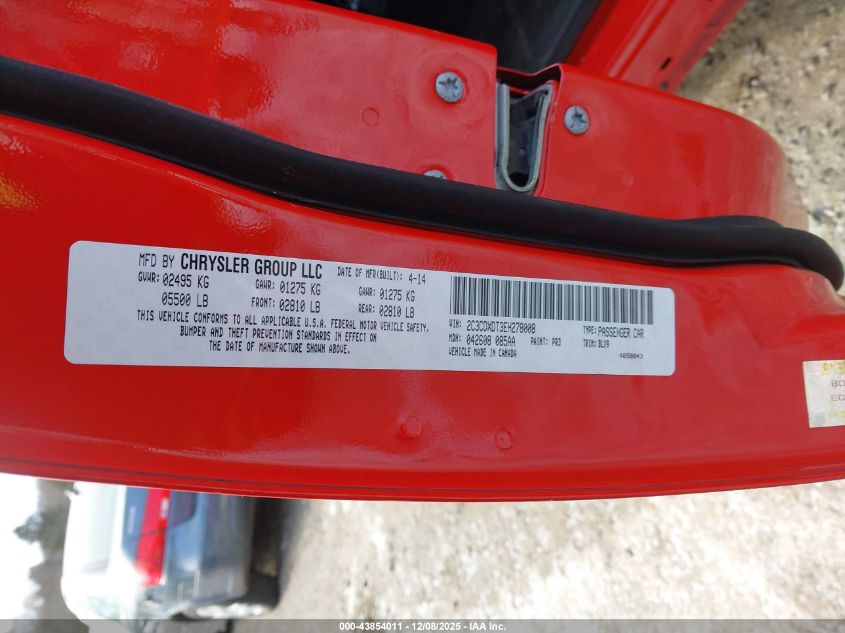 MFD BY CHRYSLER GROUP LLC DATE OF MFR(BUILT): 4-14
GVWR: 02495 KG GAWR: 01275 KG GAWR: 01275 KG
05500 LB FRONT: 02810 LB REAR: 02810 LB
THIS VEHICLE CONFORMS TO ALL APPLICABLE U.S.A. FEDERAL MOTOR VEHICLE SAFETY,
BUMPER AND THEFT PREVENTION STANDARDS IN EFFECT ON
THE DATE OF MANUFACTURE SHOWN ABOVE.
VIN: 2C3CDXDT3EH278008 TYPE: PASSENGER CAR
MDH: 042608 085AA PAINT: PR3 TRIM: BLX9
VEHICLE MADE IN CANADA 4650843
000-43854011 - 12/08/2025 - IAA Inc.